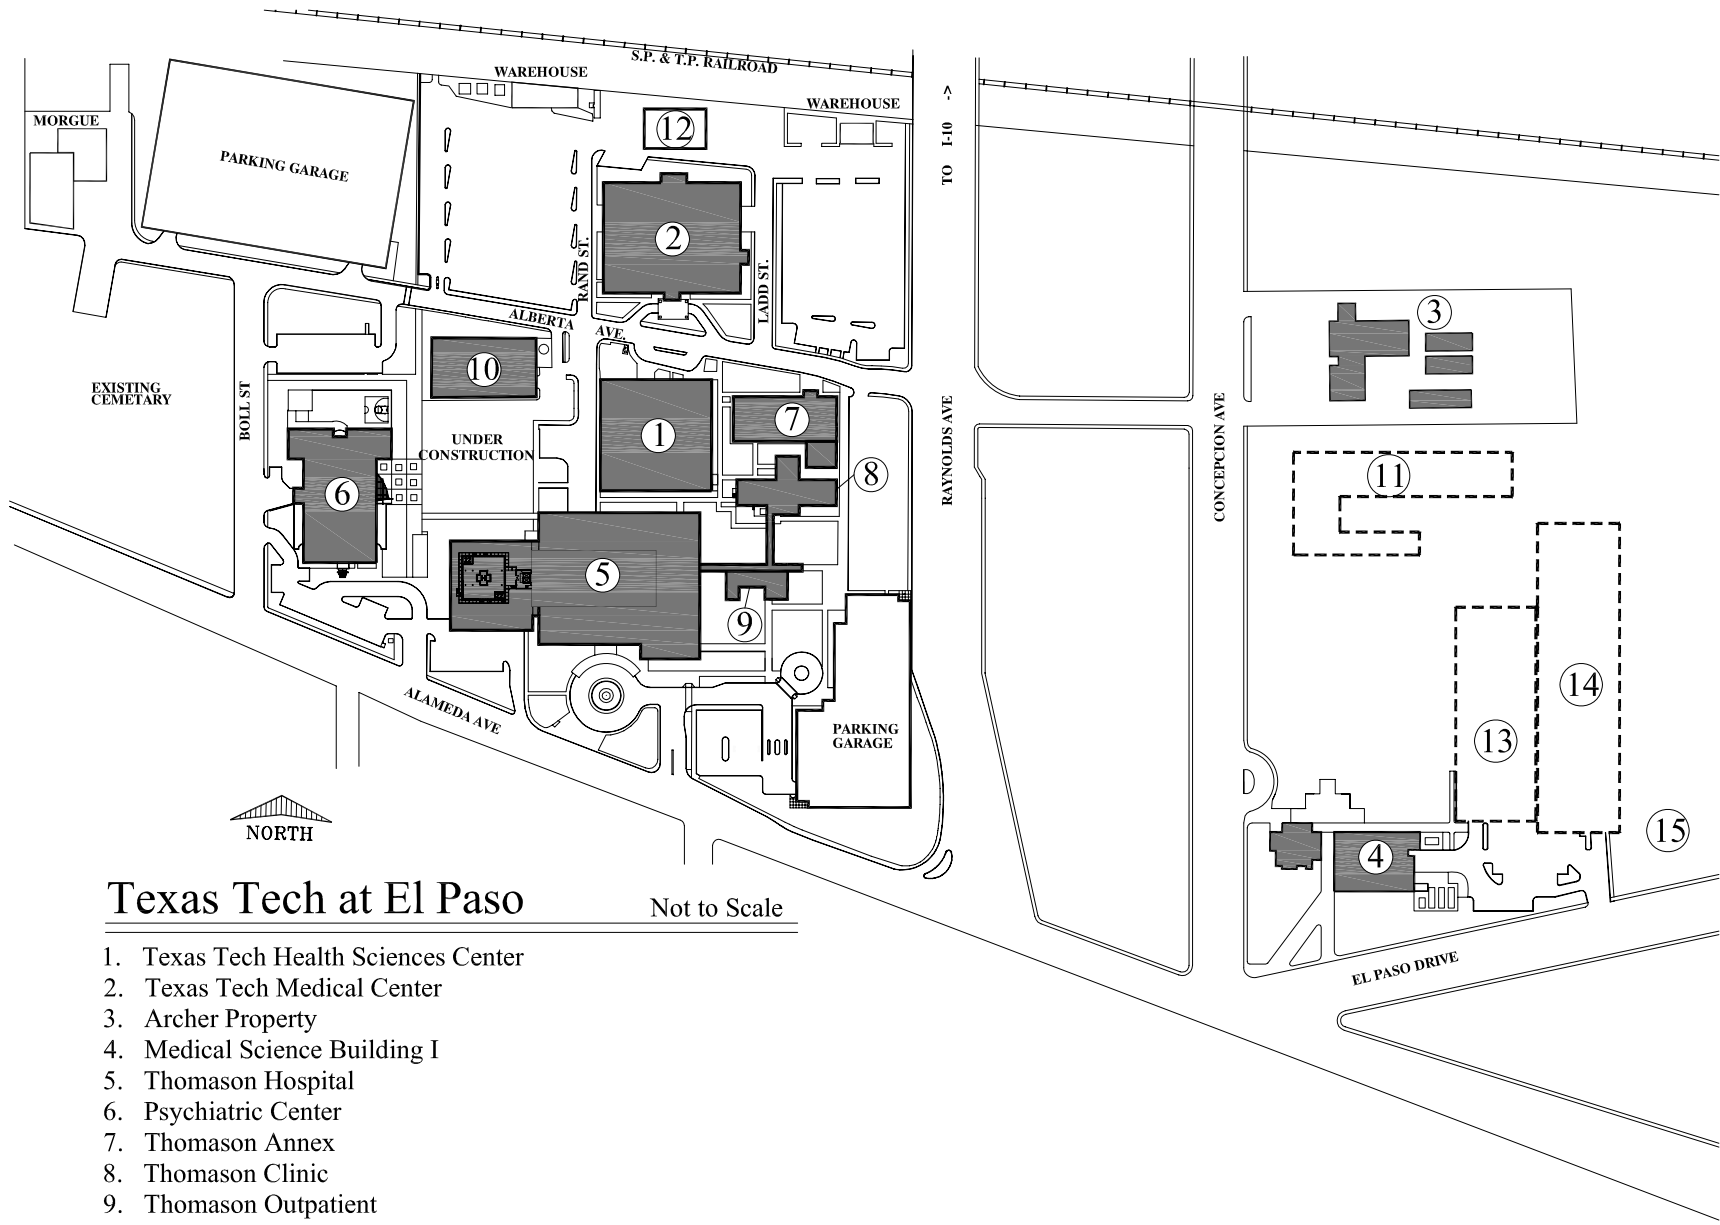 S.P. & T.P. RAILROAD
WAREHOUSE
WAREHOUSE
TO I-10 ->
MORGUE
12
PARKING GARAGE
2
RAND ST.
LADD ST.
ALBERTA AVE.
3
10
EXISTING
CEMETARY
BOLL ST
1
7
RAYNOLDS AVE
CONCEPCION AVE
UNDER
CONSTRUCTION
8
11
6
5
9
14
ALAMEDA AVE
PARKING
GARAGE
13
NORTH
15
4
EL PASO DRIVE
Texas Tech at El Paso
Not to Scale
1. Texas Tech Health Sciences Center
2. Texas Tech Medical Center
3. Archer Property
4. Medical Science Building I
5. Thomason Hospital
6. Psychiatric Center
7. Thomason Annex
8. Thomason Clinic
9. Thomason Outpatient